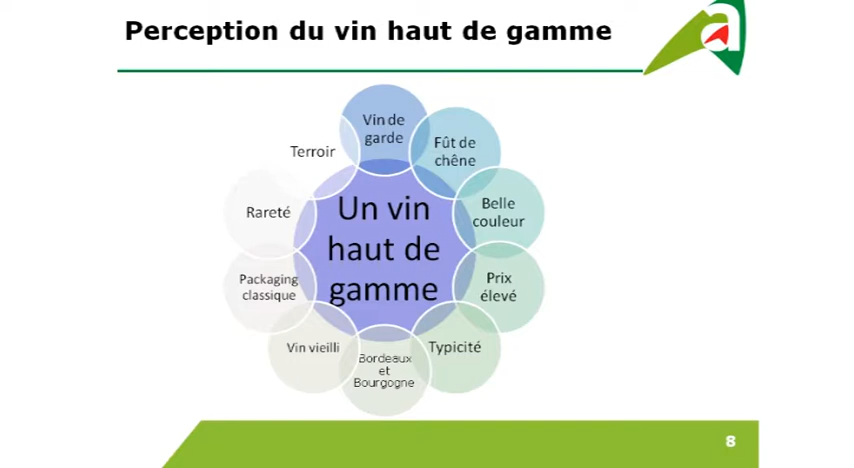 Perception du vin haut de gamme
a
Vin de
garde
Fût de
chêne
Belle
couleur
Prix
élevé
Typicité
Bordeaux
et
Bourgogne
Vin vieilli
Packaging
classique
Rareté
Terroir
Un vin
haut de
gamme
8